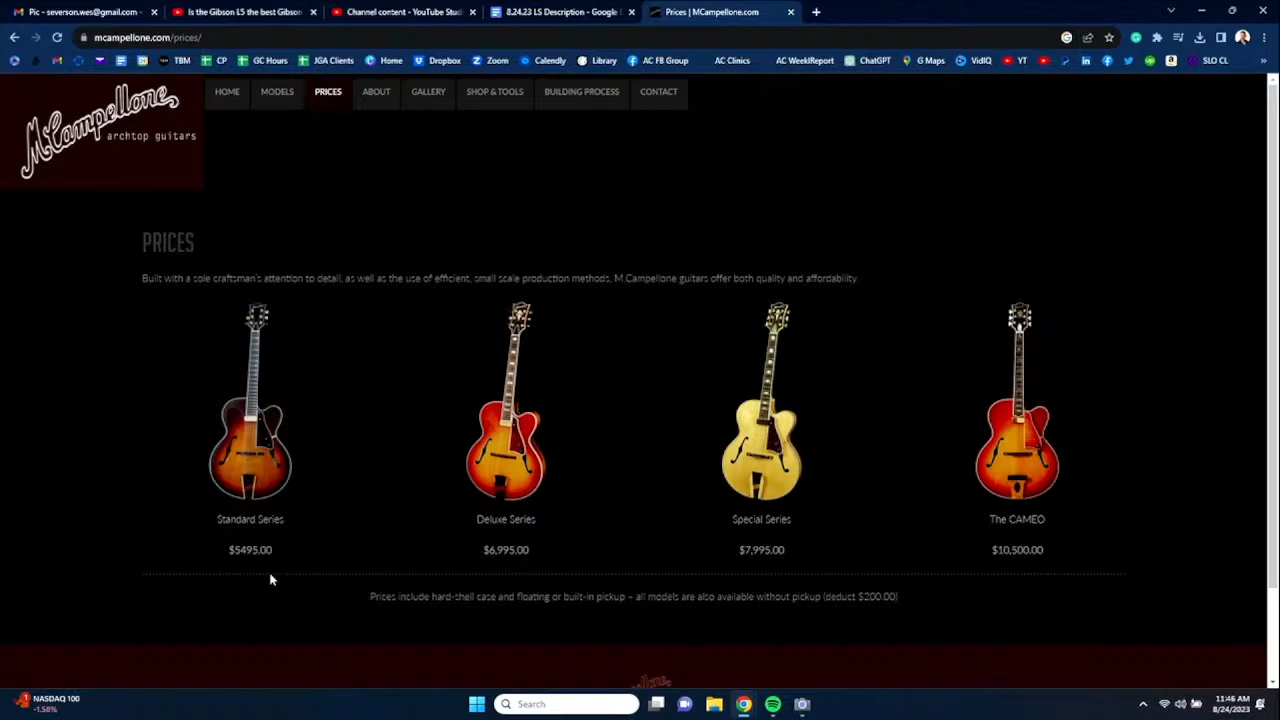 Pic - severson.wes@gmail.com -
Is the Gibson L5 the best Gibson
Channel content - YouTube Studi
8.24.23 LS Description - Google
Prices | MCampellone.com
mcampellone.com/prices/
TBM
CP
GC Hours
JGA Clients
Home
Dropbox
Zoom
Calendly
Library
AC FB Group
AC Clinics
AC WeeklReport
ChatGPT
G Maps
VidIQ
YT
SLO CL
M Campellone
archtop guitars
HOME
MODELS
PRICES
ABOUT
GALLERY
SHOP & TOOLS
BUILDING PROCESS
CONTACT
PRICES
Built with a sole craftsman's attention to detail, as well as the use of efficient, small scale production methods, M.Campellone guitars offer both quality and affordability.
Standard Series
Deluxe Series
Special Series
The CAMEO
$5495.00
$6,995.00
$7,995.00
$10,500.00
Prices include hard-shell case and floating or built-in pickup – all models are also available without pickup (deduct $200.00)
1
NASDAQ 100
-1.58%
Search
11:46 AM
8/24/2023